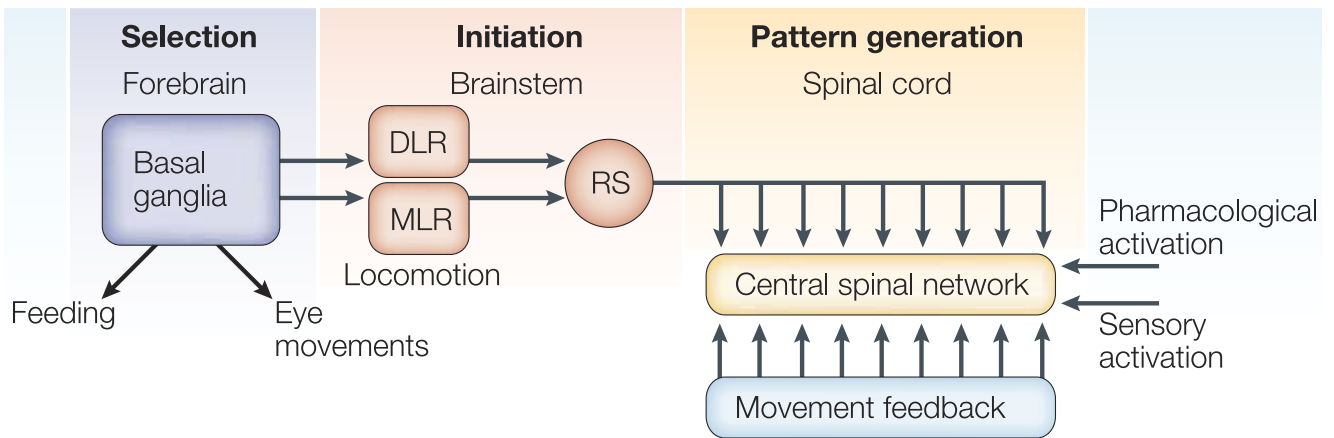 Selection
Forebrain
Initiation
Brainstem
Pattern generation
Spinal cord
Basal
ganglia
DLR
MLR
Locomotion
RS
Feeding
Eye
movements
Central spinal network
Movement feedback
Pharmacological
activation
Sensory
activation